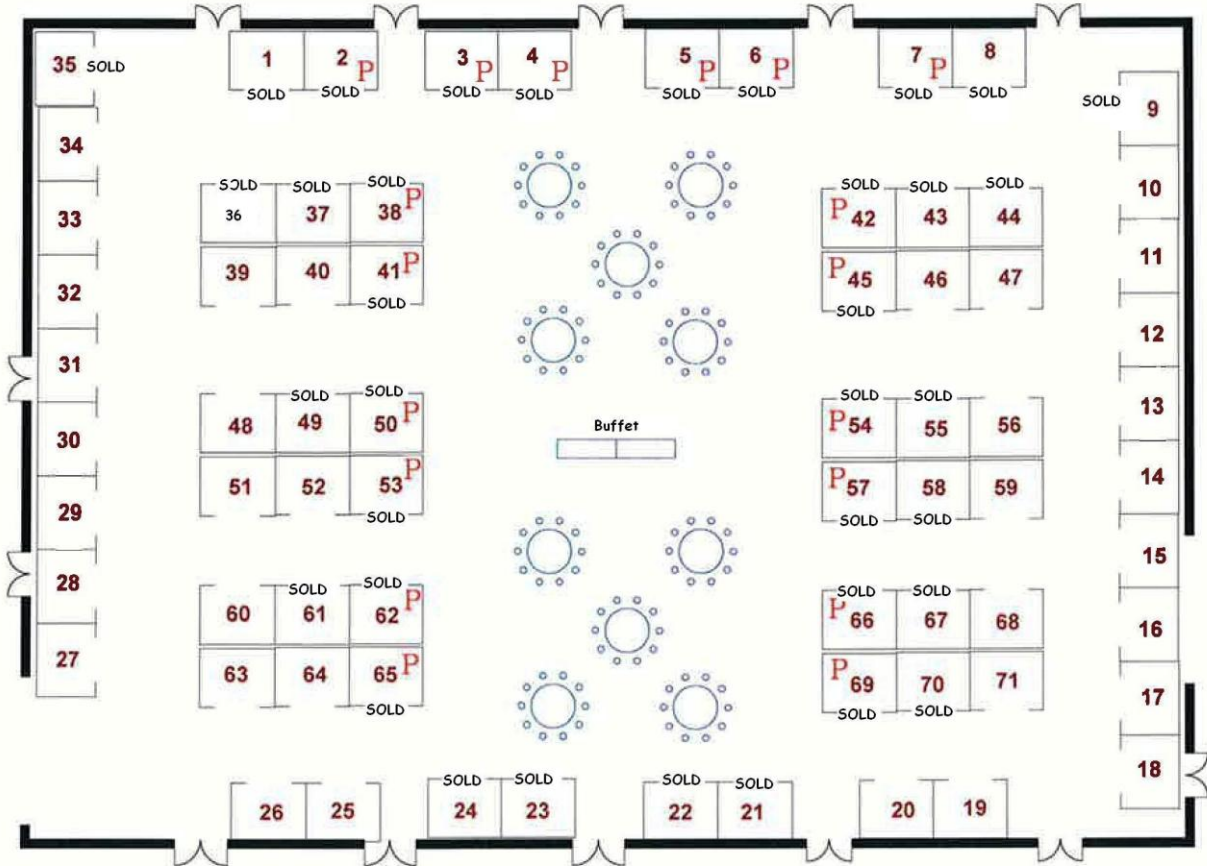 1 2 P 3 P 4 P 5 P 6 P 7 P 8
SOLD SOLD SOLD SOLD SOLD SOLD SOLD SOLD
35 SOLD
34
33
32
31
30
29
28
27
SOLD 9
10
11
12
13
14
15
16
17
18
SOLD SOLD SOLD
36 37 38 P
39 40 41 P
SOLD
SOLD SOLD SOLD
P 42 43 44
P 45 46 47
SOLD
SOLD SOLD
48 49 50 P
51 52 53 P
SOLD
Buffet
SOLD SOLD
P 54 55 56
P 57 58 59
SOLD SOLD
SOLD SOLD
60 61 62 P
63 64 65 P
SOLD
SOLD SOLD
P 66 67 68
P 69 70 71
SOLD SOLD
SOLD SOLD SOLD SOLD
26 25 24 23 22 21 20 19